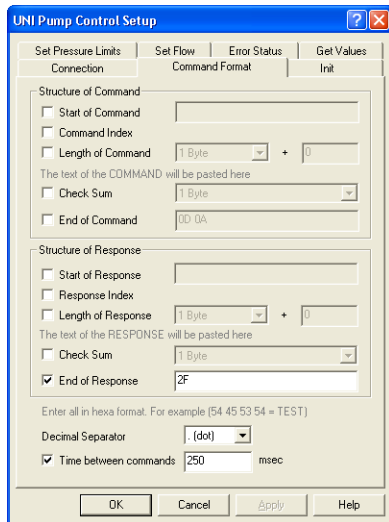 UNI Pump Control Setup
Set Pressure Limits Set Flow Error Status Get Values
Connection Command Format Init
Structure of Command
Start of Command
Command Index
Length of Command 1 Byte + 0
The text of the COMMAND will be pasted here
Check Sum 1 Byte
End of Command 0D 0A
Structure of Response
Start of Response
Response Index
Length of Response 1 Byte + 0
The text of the RESPONSE will be pasted here
Check Sum 1 Byte
End of Response 2F
Enter all in hexa format. For example (54 45 53 54 = TEST)
Decimal Separator . (dot)
Time between commands 250 msec
OK Cancel Apply Help